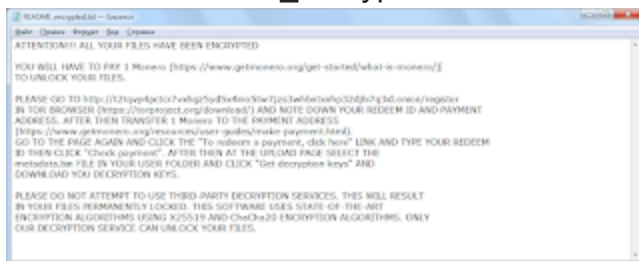 README_encrypted.txt — Блокнот
Файл Правка Формат Вид Справка
ATTENTION!!! ALL YOUR FILES HAVE BEEN ENCRYPTED
YOU WILL HAVE TO PAY 1 Monero [https://www.getmonero.org/get-started/what-is-monero/]
TO UNLOCK YOUR FILES.
PLEASE GO TO
IN TOR BROWSER [https://torproject.org/download/] AND NOTE DOWN YOUR REDEEM ID AND PAYMENT
ADDRESS. AFTER THEN TRANSFER 1 Monero TO THE PAYMENT ADDRESS
[https://www.getmonero.org/resources/user-guides/make-payment.html).
GO TO THE PAGE AGAIN AND CLICK THE "To redeem a payment, click here" LINK AND TYPE YOUR REDEEM
ID THEN CLICK "Check payment". AFTER THEN AT THE UPLOAD PAGE SELECT THE
metadata.bin FILE IN YOUR USER FOLDER AND CLICK "Get decryption keys" AND
DOWNLOAD YOU DECRYPTION KEYS.
PLEASE DO NOT ATTEMPT TO USE THIRD-PARTY DECRYPTION SERVICES. THIS WILL RESULT
IN YOUR FILES PERMANENTLY LOCKED. THIS SOFTWARE USES STATE-OF-THE-ART
ENCRYPTION ALGORITHMS USING X25519 AND ChaCha20 ENCRYPTION ALGORITHMS. ONLY
OUR DECRYPTION SERVICE CAN UNLOCK YOUR FILES.